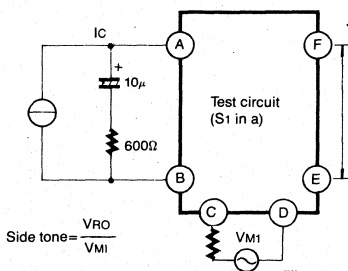 IC
A
F
+
10μ
Test circuit
(S1 in a)
600Ω
B
E
C
D
Side tone = VRO / VMI
VM1